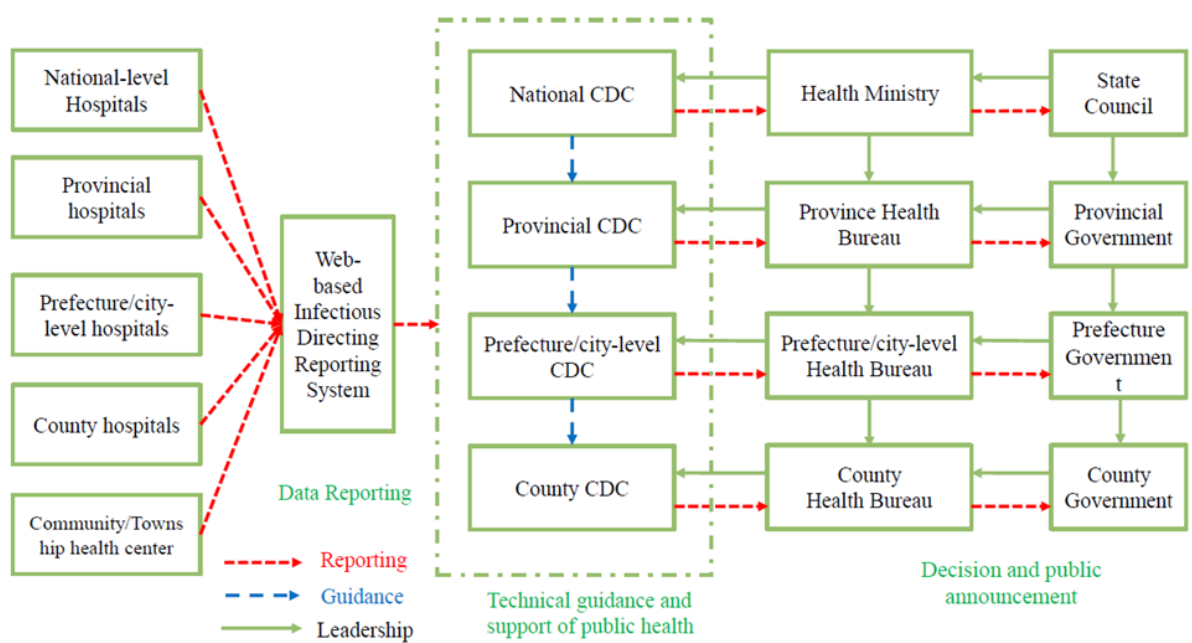 National-level
Hospitals
Provincial
hospitals
Prefecture/city-
level hospitals
County hospitals
Community/Towns
hip health center
Web-
based
Infectious
Directing
Reporting
System
Data Reporting
Reporting
Guidance
Leadership
National CDC
Provincial CDC
Prefecture/city-level
CDC
County CDC
Technical guidance and
support of public health
Health Ministry
Province Health
Bureau
Prefecture/city-level
Health Bureau
County
Health Bureau
State
Council
Provincial
Government
Prefecture
Governmen
t
County
Government
Decision and public
announcement